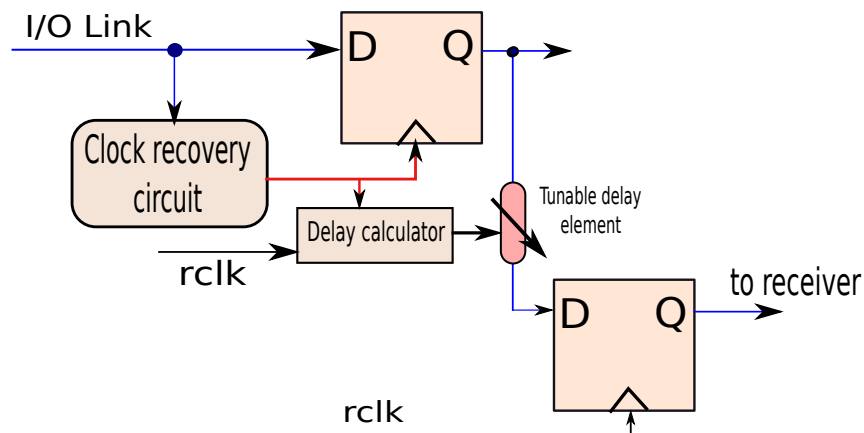 I/O Link
D Q
Clock recovery
circuit
Tunable delay
element
Delay calculator
rclk
to receiver
D Q
rclk